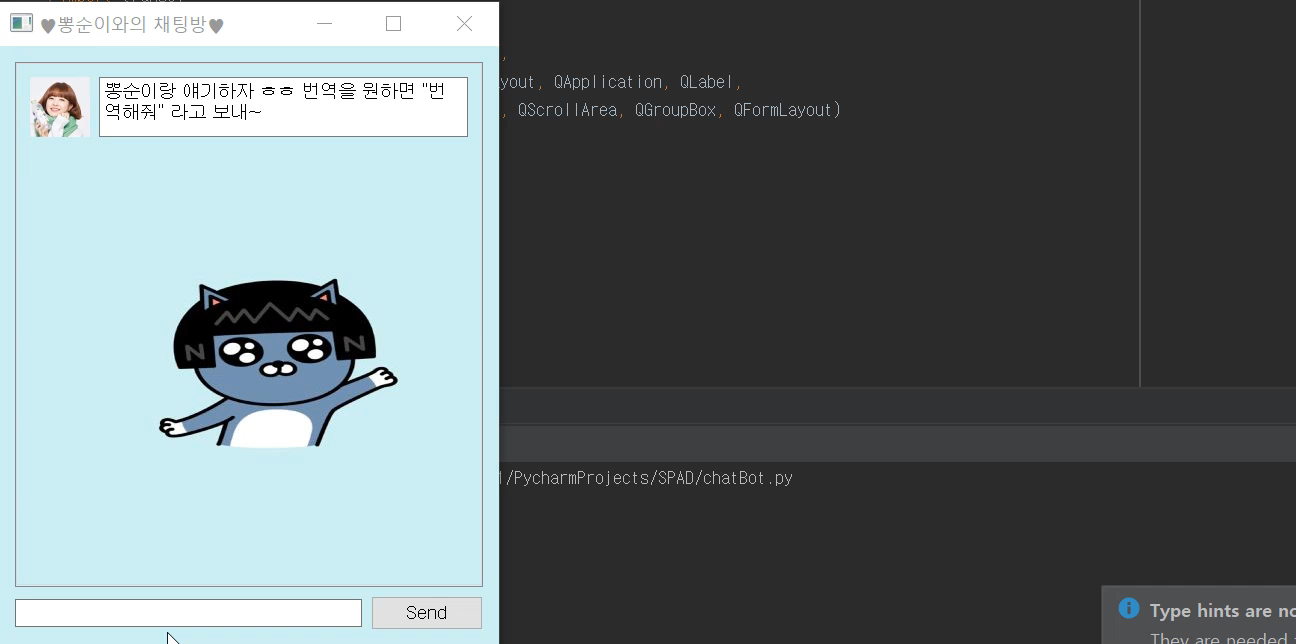 ♥뽕순이와의 채팅방♥
뽕순이랑 얘기하자 ㅎㅎ 번역을 원하면 "번
역해줘" 라고 보내~
N N
Send
,
yout, QApplication, QLabel,
, QScrollArea, QGroupBox, QFormLayout)
/PycharmProjects/SPAD/chatBot.py
Type hints are no
They are needed